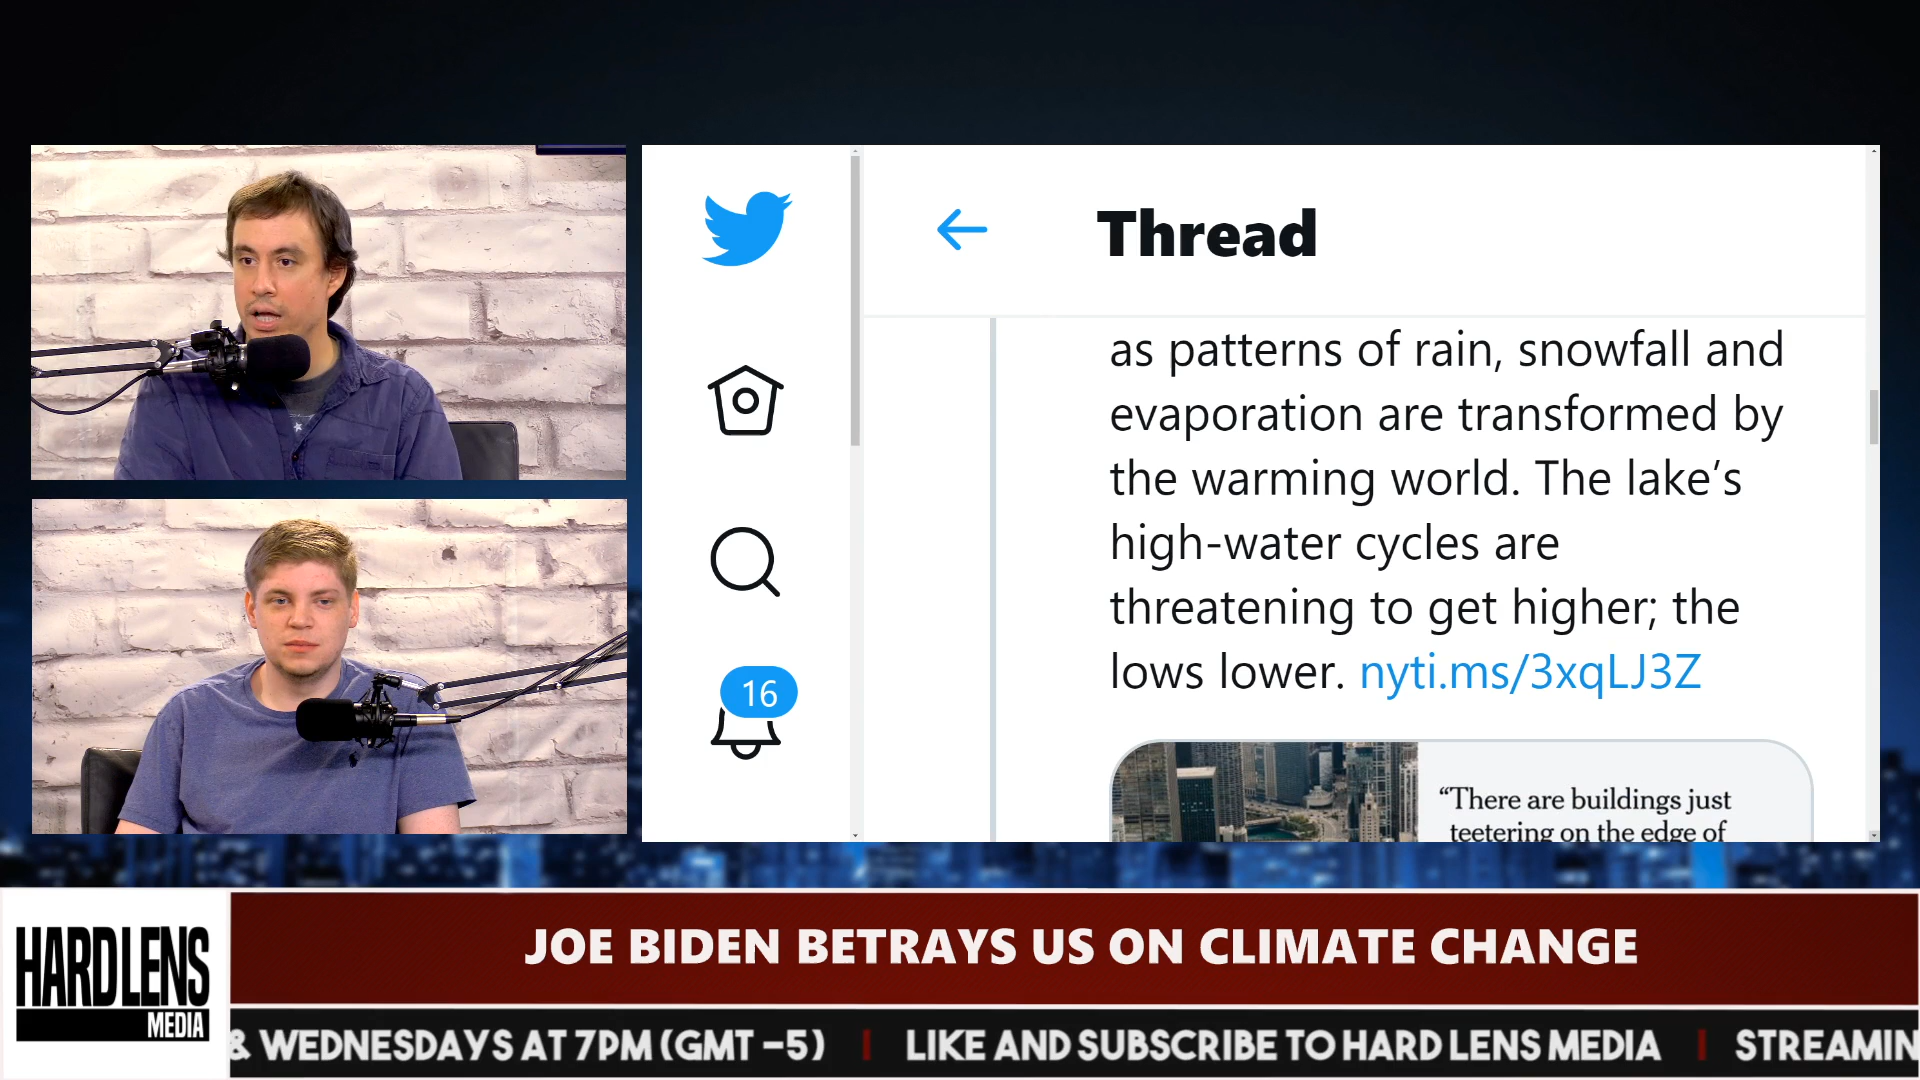 Thread
as patterns of rain, snowfall and
evaporation are transformed by
the warming world. The lake’s
high-water cycles are
threatening to get higher; the
lows lower. nyti.ms/3xqLJ3Z
16
“There are buildings just
teetering on the edge of
JOE BIDEN BETRAYS US ON CLIMATE CHANGE
HARD LENS
MEDIA
& WEDNESDAYS AT 7PM (GMT -5) | LIKE AND SUBSCRIBE TO HARD LENS MEDIA | STREAMIN